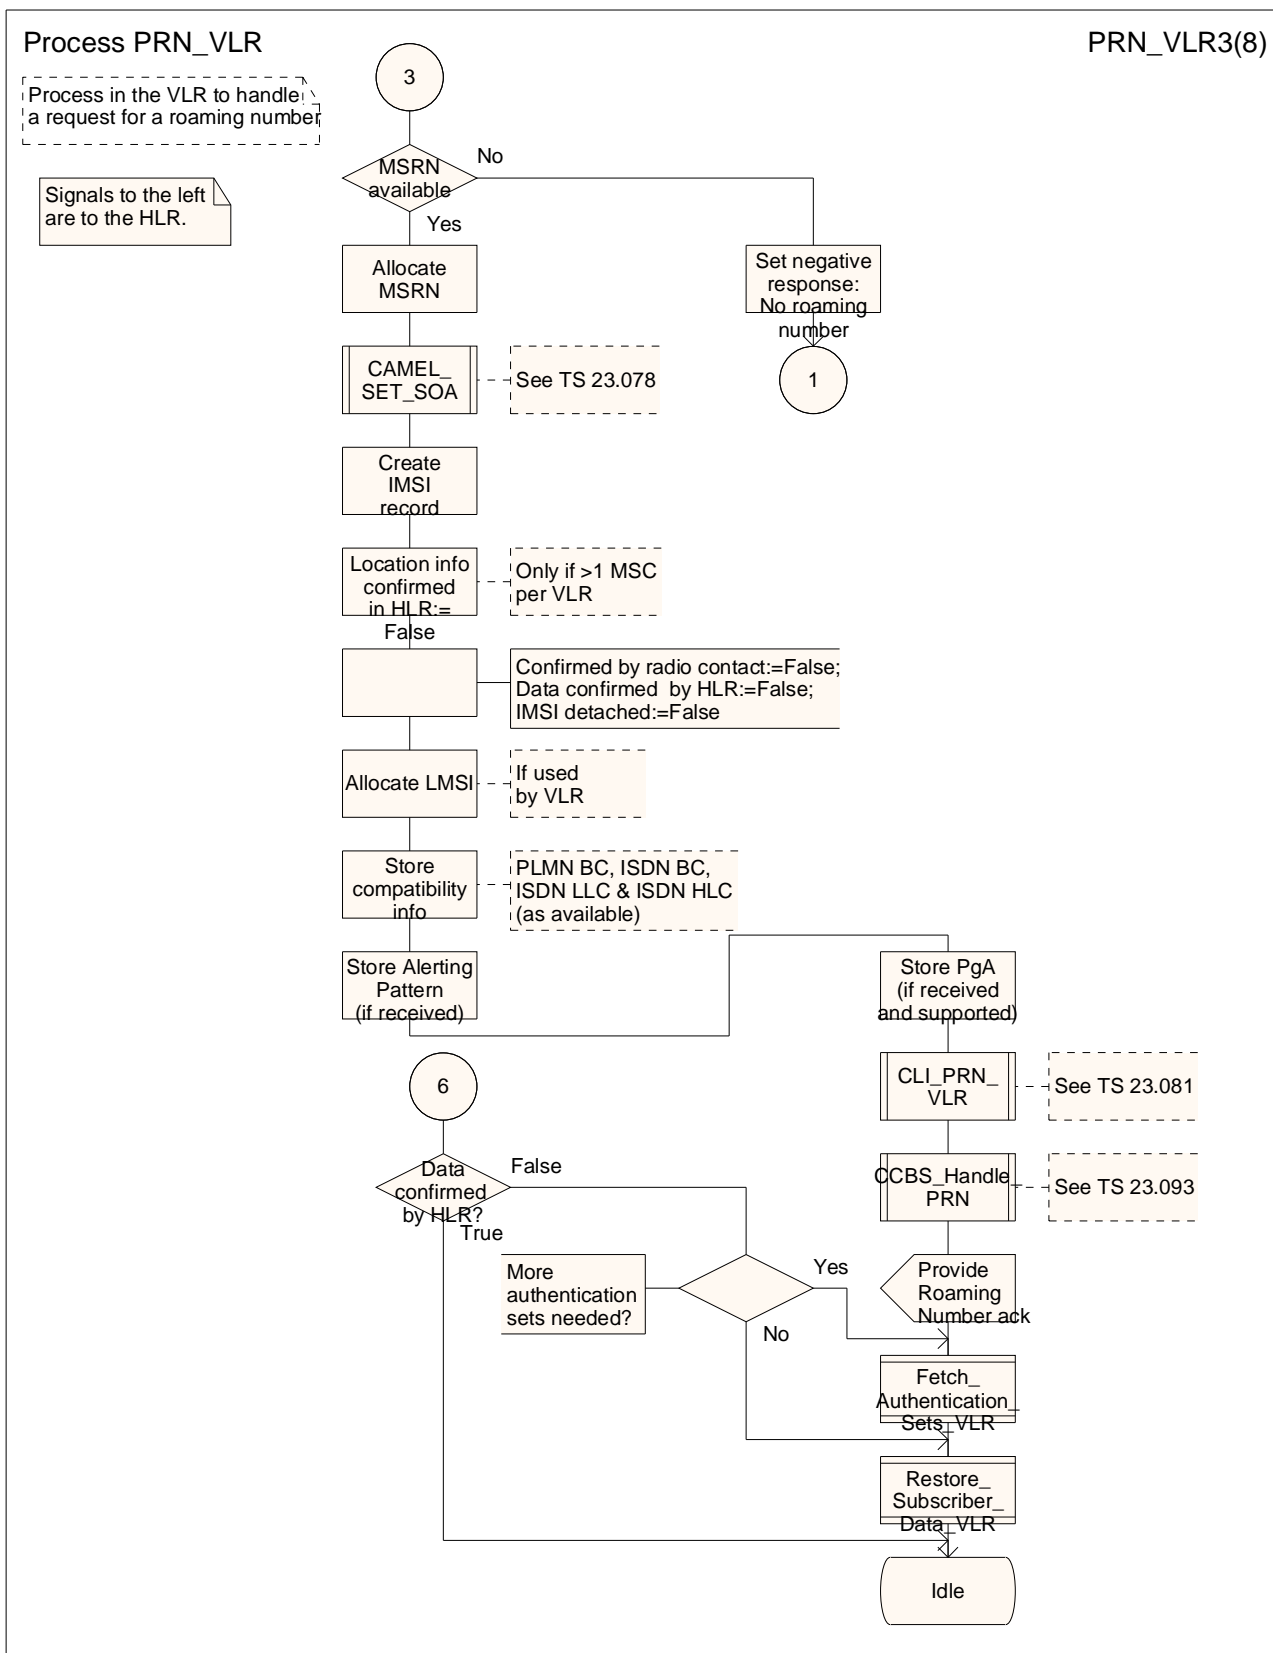 Process PRN_VLR
PRN_VLR3(8)
Process in the VLR to handle
a request for a roaming number
Signals to the left
are to the HLR.
3
MSRN
available
No
Yes
Allocate
MSRN
Set negative
response:
No roaming
number
CAMEL_
SET_SOA
See TS 23.078
1
Create
IMSI
record
Location info
confirmed
in HLR:=
False
Only if >1 MSC
per VLR
Confirmed by radio contact:=False;
Data confirmed  by HLR:=False;
IMSI detached:=False
Allocate LMSI
If used
by VLR
Store
compatibility
info
PLMN BC, ISDN BC,
ISDN LLC & ISDN HLC
(as available)
Store Alerting
Pattern
(if received)
Store PgA
(if received
and supported)
6
CLI_PRN_
VLR
See TS 23.081
Data
confirmed
by HLR?
False
True
CCBS_Handle_
PRN
See TS 23.093
More
authentication
sets needed?
Yes
No
Provide
Roaming
Number ack
Fetch_
Authentication_
Sets_VLR
Restore_
Subscriber_
Data_VLR
Idle